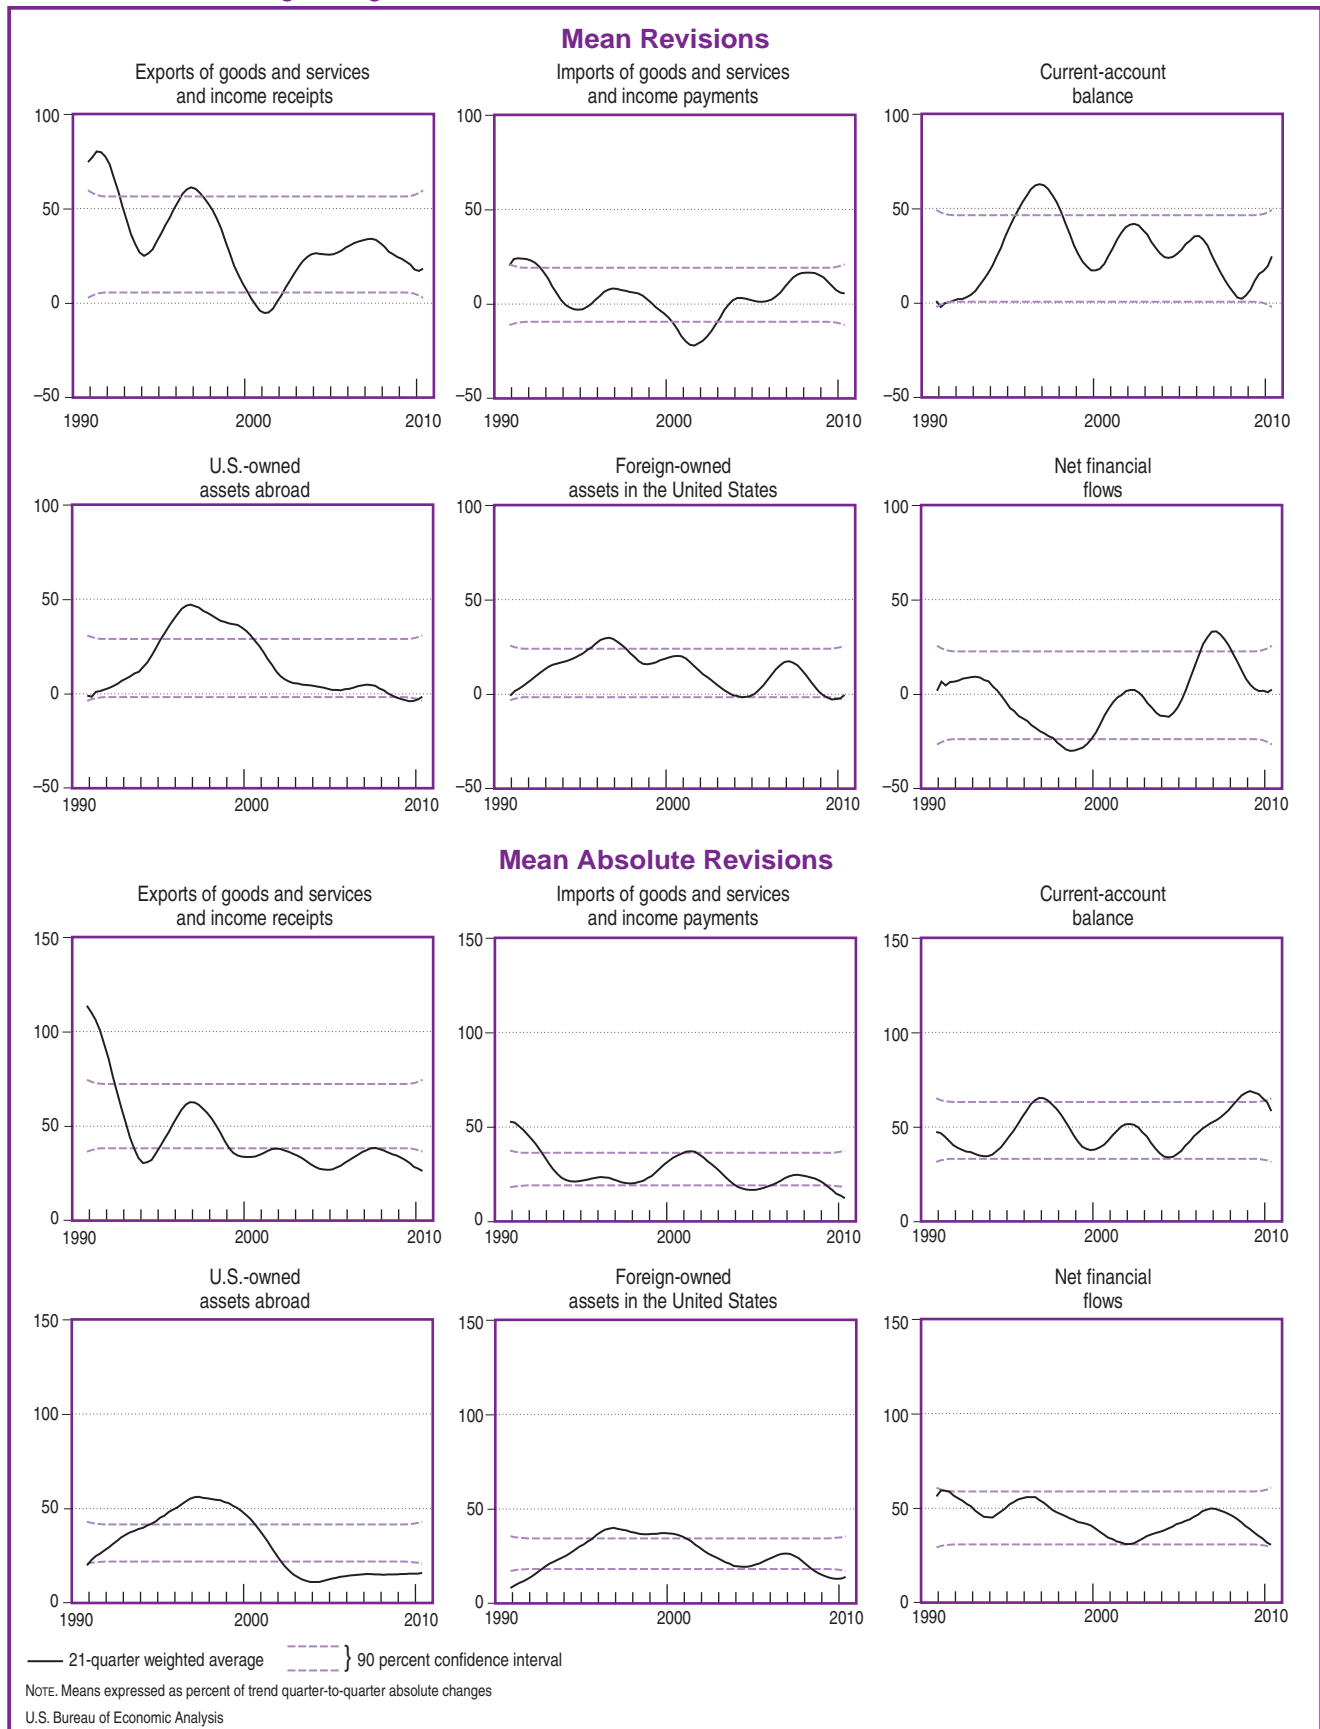 Mean Revisions
Exports of goods and services
and income receipts
100
50
0
–50
1990
2000
2010
Imports of goods and services
and income payments
100
50
0
–50
1990
2000
2010
Current-account
balance
100
50
0
–50
1990
2000
2010
U.S.-owned
assets abroad
100
50
0
–50
1990
2000
2010
Foreign-owned
assets in the United States
100
50
0
–50
1990
2000
2010
Net financial
flows
100
50
0
–50
1990
2000
2010
Mean Absolute Revisions
Exports of goods and services
and income receipts
150
100
50
0
1990
2000
2010
Imports of goods and services
and income payments
150
100
50
0
1990
2000
2010
Current-account
balance
150
100
50
0
1990
2000
2010
U.S.-owned
assets abroad
150
100
50
0
1990
2000
2010
Foreign-owned
assets in the United States
150
100
50
0
1990
2000
2010
Net financial
flows
150
100
50
0
1990
2000
2010
21-quarter weighted average
} 90 percent confidence interval
NOTE. Means expressed as percent of trend quarter-to-quarter absolute changes
U.S. Bureau of Economic Analysis